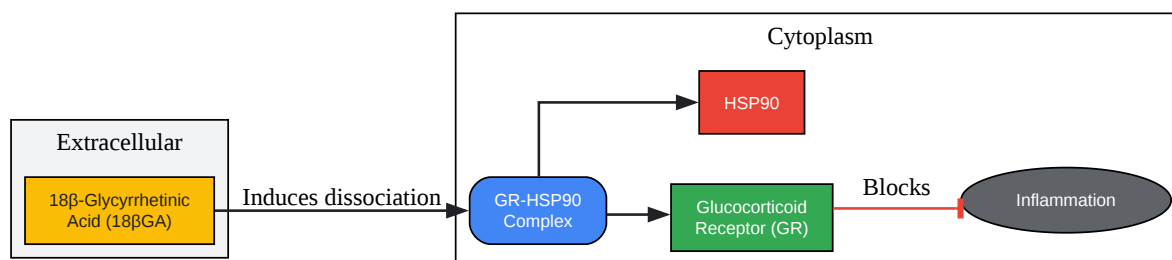 Cytoplasm
HSP90
Extracellular
18β-Glycyrrhetinic
Acid (18βGA)
Induces dissociation
GR-HSP90
Complex
Glucocorticoid
Receptor (GR)
Blocks
Inflammation